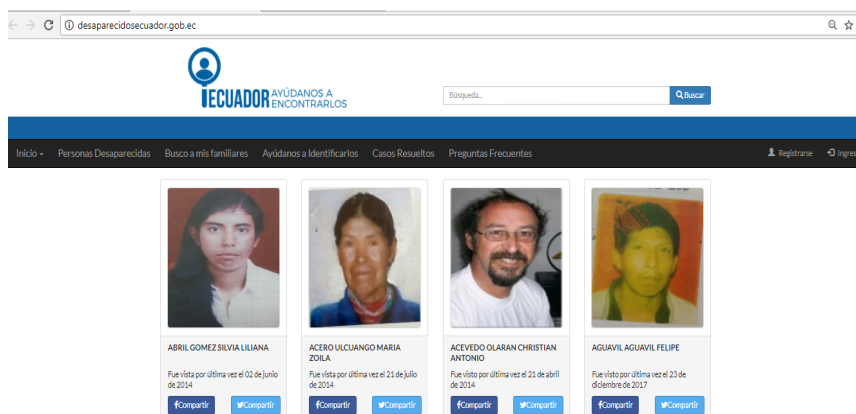 desaparecidosecuador.gob.ec
ECUADOR AYÚDANOS A
ENCONTRARLOS
Búsqueda...
Buscar
Inicio
Personas Desaparecidas
Busco a mis familiares
Ayúdanos a Identificarlos
Casos Resueltos
Preguntas Frecuentes
Registrarse
Ingres
ABRIL GOMEZ SILVIA LILIANA
Fue vista por última vez el 02 de junio
de 2014
Compartir
Compartir
ACERO ULCUANGO MARIA
ZOILA
Fue vista por última vez el 21 de julio
de 2014
Compartir
Compartir
ACEVEDO OLARAN CHRISTIAN
ANTONIO
Fue visto por última vez el 21 de abril
de 2014
Compartir
Compartir
AGUAVIL AGUAVIL FELIPE
Fue visto por última vez el 23 de
diciembre de 2017
Compartir
Compartir